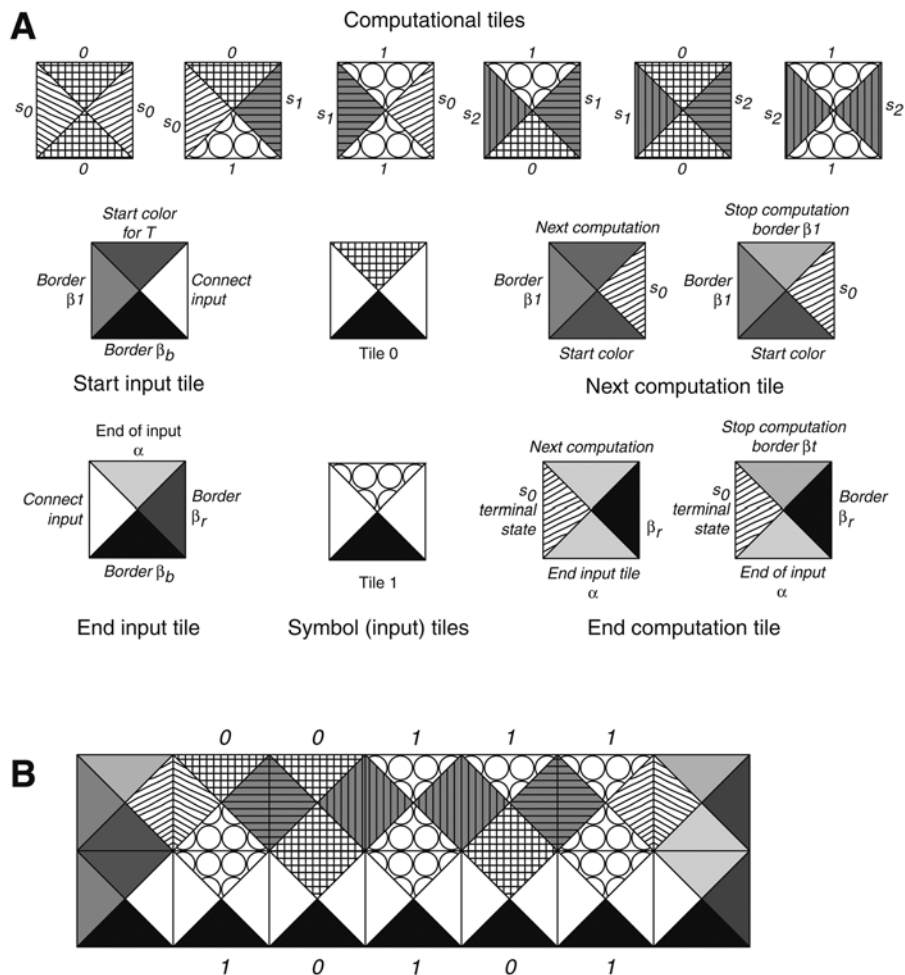 A
Computational tiles
0 0 1 1 0 1
s0 s0 s0 s1 s1 s0 s2 s1 s1 s2 s2 s2
0 1 1 0 0 1
Start color
for T
Border
β1
Connect
input
Border βb
Start input tile
Tile 0
Next computation
Border
β1
s0
Start color
Stop computation
border β1
Border
β1
s0
Start color
Next computation tile
End of input
α
Connect
input
Border
βr
Border βb
End input tile
Tile 1
Symbol (input) tiles
Next computation
s0
terminal
state
βr
End input tile
α
Stop computation
border βt
s0
terminal
state
Border
βr
End of input
α
End computation tile
B
0 0 1 1 1
1 0 1 0 1